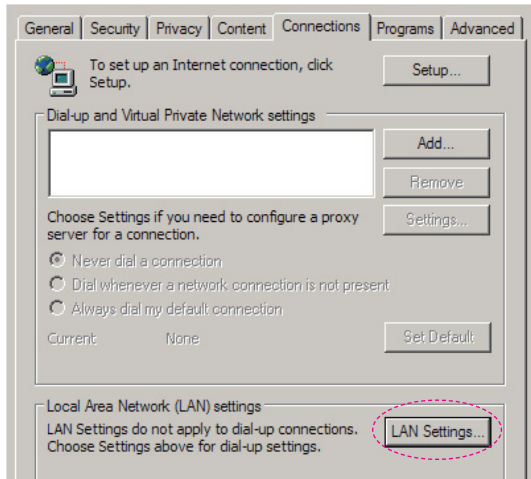 General Security Privacy Content Connections Programs Advanced
To set up an Internet connection, click
Setup.
Setup...
Dial-up and Virtual Private Network settings
Add...
Remove
Choose Settings if you need to configure a proxy
server for a connection.
Settings...
Never dial a connection
Dial whenever a network connection is not present
Always dial my default connection
Current: None
Set Default
Local Area Network (LAN) settings
LAN Settings do not apply to dial-up connections.
Choose Settings above for dial-up settings.
LAN Settings...